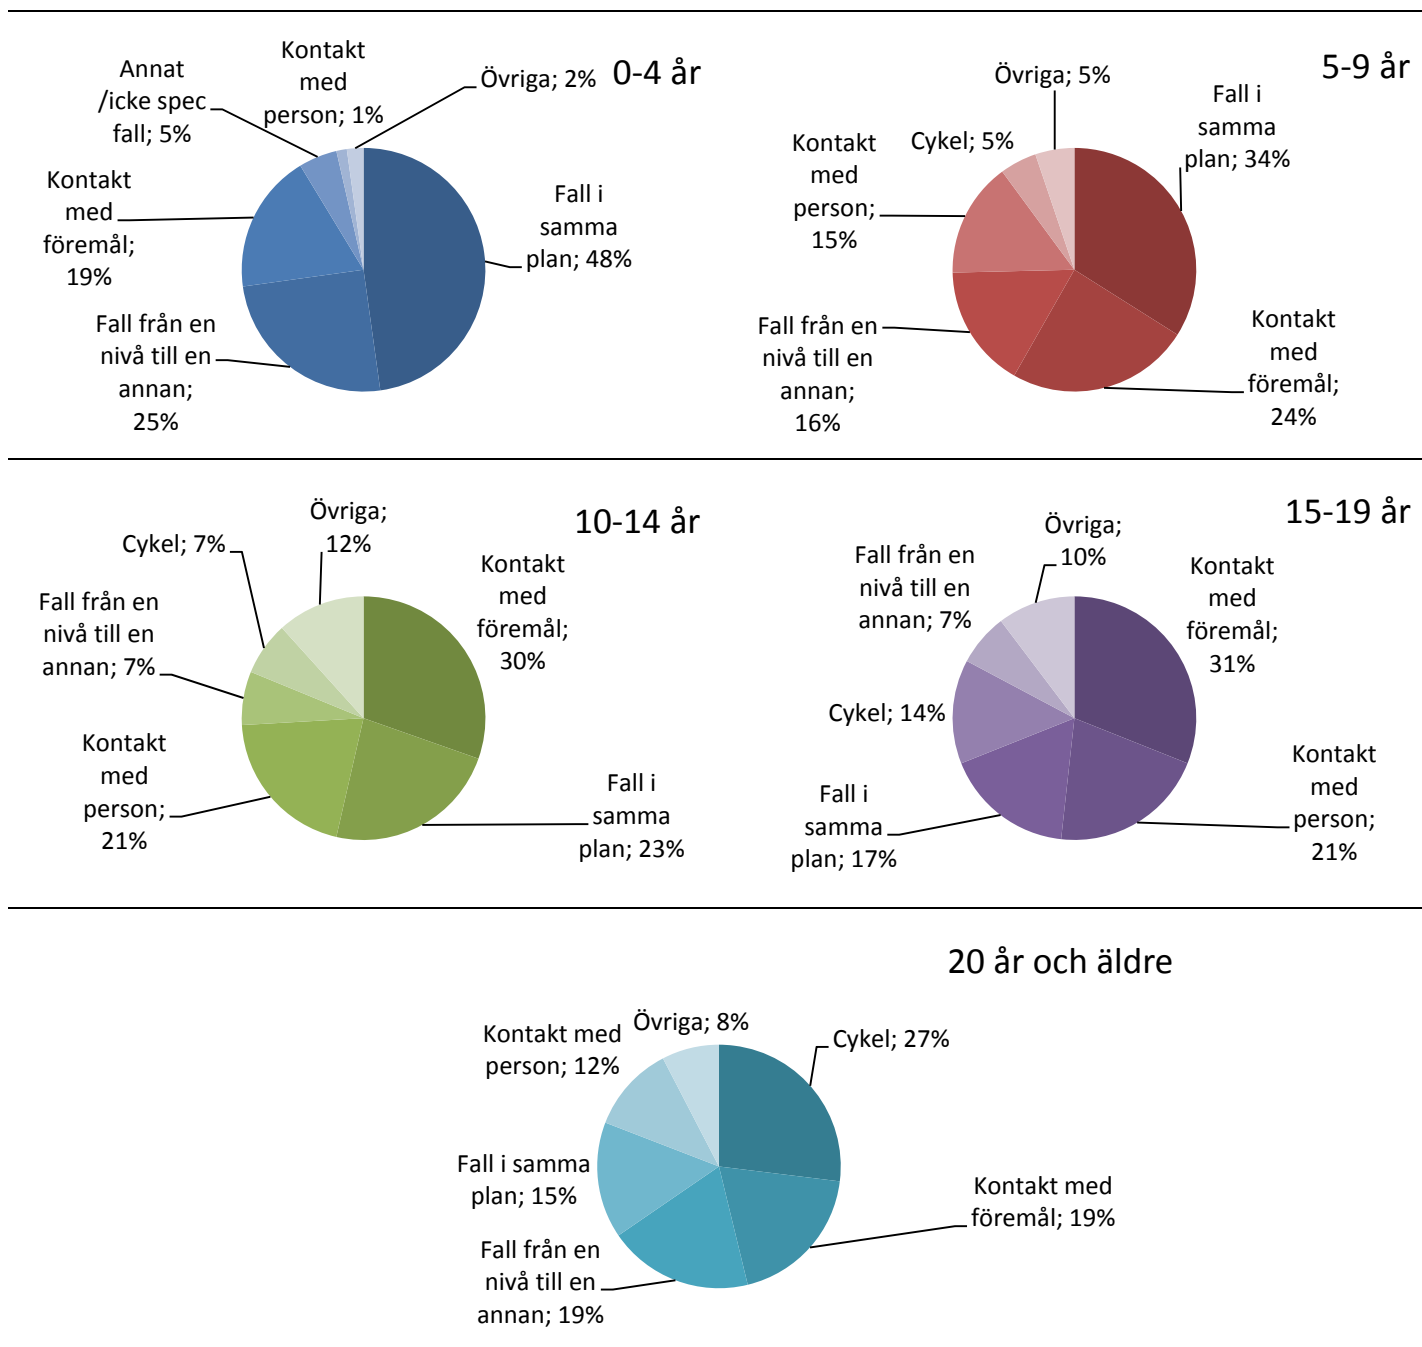 0-4 år
Kontakt
med
person; 1%
Övriga; 2%
Annat
/icke spec
fall; 5%
Kontakt
med
föremål;
19%
Fall i
samma
plan; 48%
Fall från en
nivå till en
annan;
25%
5-9 år
Övriga; 5%
Fall i
samma
plan; 34%
Cykel; 5%
Kontakt
med
person;
15%
Fall från en
nivå till en
annan;
16%
Kontakt
med
föremål;
24%
10-14 år
Övriga;
12%
Cykel; 7%
Kontakt
med
föremål;
30%
Fall från en
nivå till en
annan; 7%
Kontakt
med
person;
21%
Fall i
samma
plan; 23%
15-19 år
Övriga;
10%
Fall från en
nivå till en
annan; 7%
Kontakt
med
föremål;
31%
Cykel; 14%
Fall i
samma
plan; 17%
Kontakt
med
person;
21%
20 år och äldre
Övriga; 8%
Kontakt med
person; 12%
Cykel; 27%
Fall i samma
plan; 15%
Kontakt med
föremål; 19%
Fall från en
nivå till en
annan; 19%